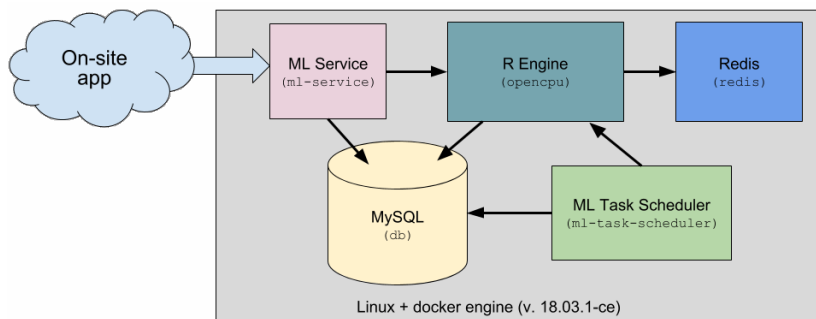 On-site
app
ML Service
(ml-service)
R Engine
(opencpu)
Redis
(redis)
MySQL
(db)
ML Task Scheduler
(ml-task-scheduler)
Linux + docker engine (v. 18.03.1-ce)